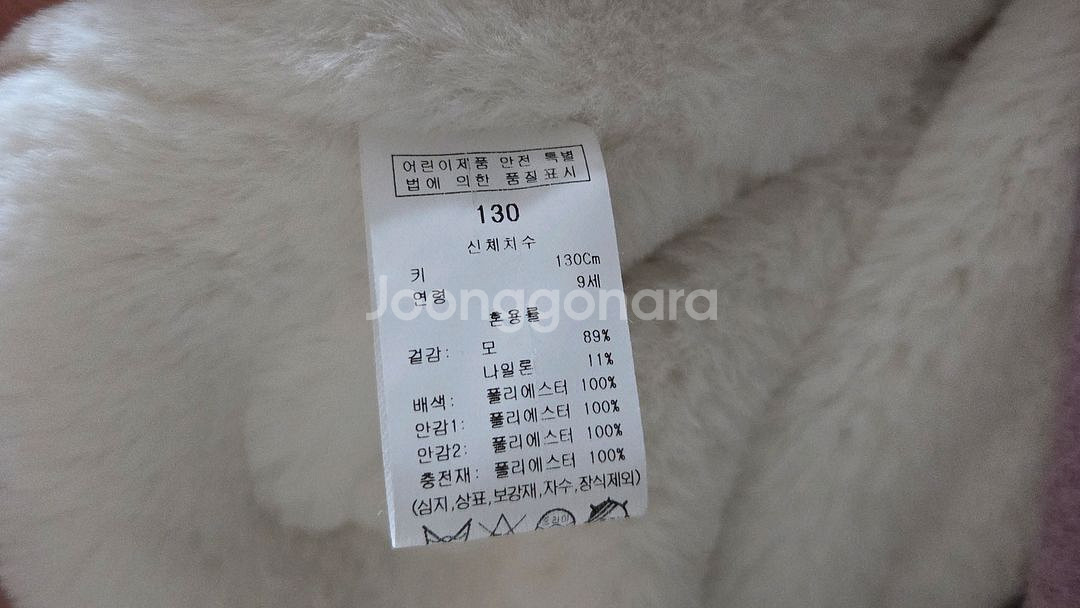 어린이제품 안전 특별
법에 의한 품질표시
130
신체치수
키 130Cm
연령 9세
Joonggonara
혼용률
겉감: 모 89%
나일론 11%
배색: 폴리에스터 100%
안감1: 폴리에스터 100%
안감2: 폴리에스터 100%
충전재: 폴리에스터 100%
(심지,상표,보강재,자수,장식제외)
드라이